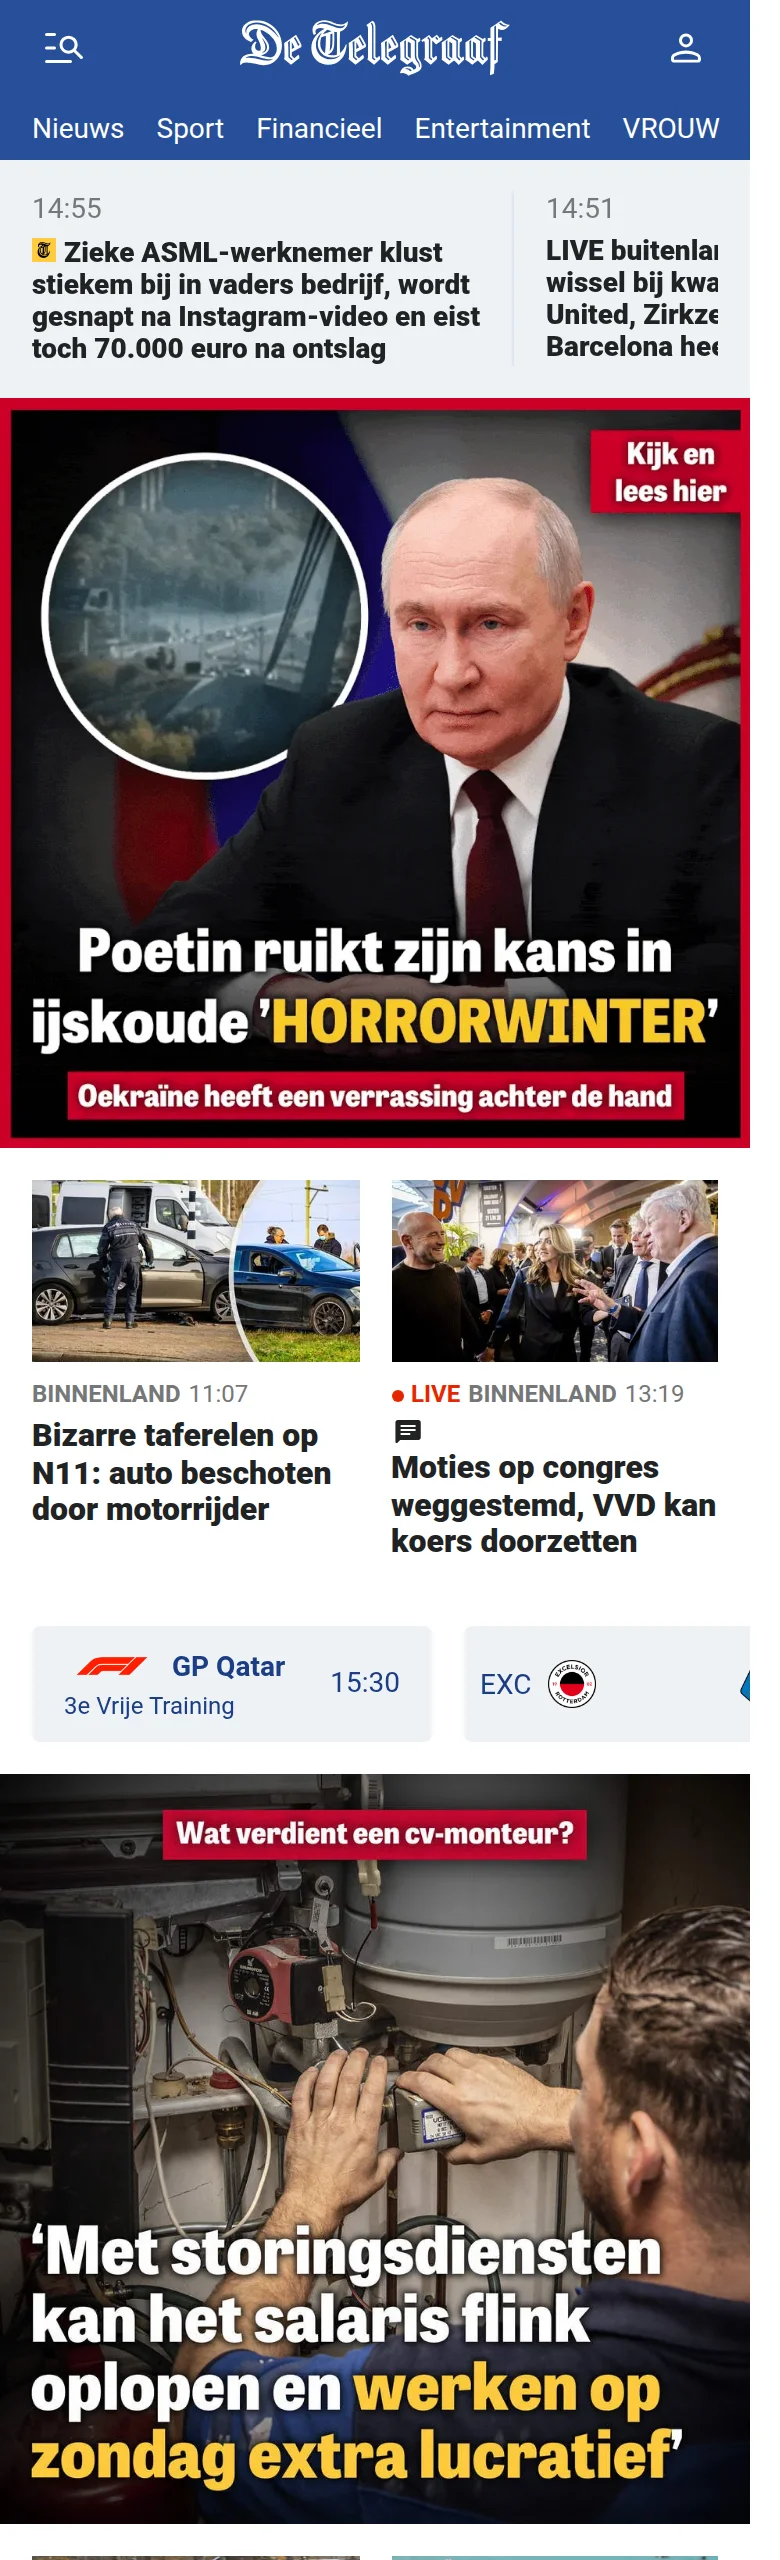 De Telegraaf
Nieuws Sport Financieel Entertainment VROUW
14:55
Zieke ASML-werknemer klust
stiekem bij in vaders bedrijf, wordt
gesnapt na Instagram-video en eist
toch 70.000 euro na ontslag
14:51
LIVE buitenlan
wissel bij kwa
United, Zirkze
Barcelona hee
Kijk en
lees hier
Poetin ruikt zijn kans in
ijskoude 'HORRORWINTER'
Oekraïne heeft een verrassing achter de hand
BINNENLAND 11:07
Bizarre taferelen op
N11: auto beschoten
door motorrijder
LIVE BINNENLAND 13:19
Moties op congres
weggestemd, VVD kan
koers doorzetten
GP Qatar
3e Vrije Training
15:30
EXC
EXCELSIOR
ROTTERDAM
Wat verdient een cv-monteur?
‘Met storingsdiensten
kan het salaris flink
oplopen en werken op
zondag extra lucratief’